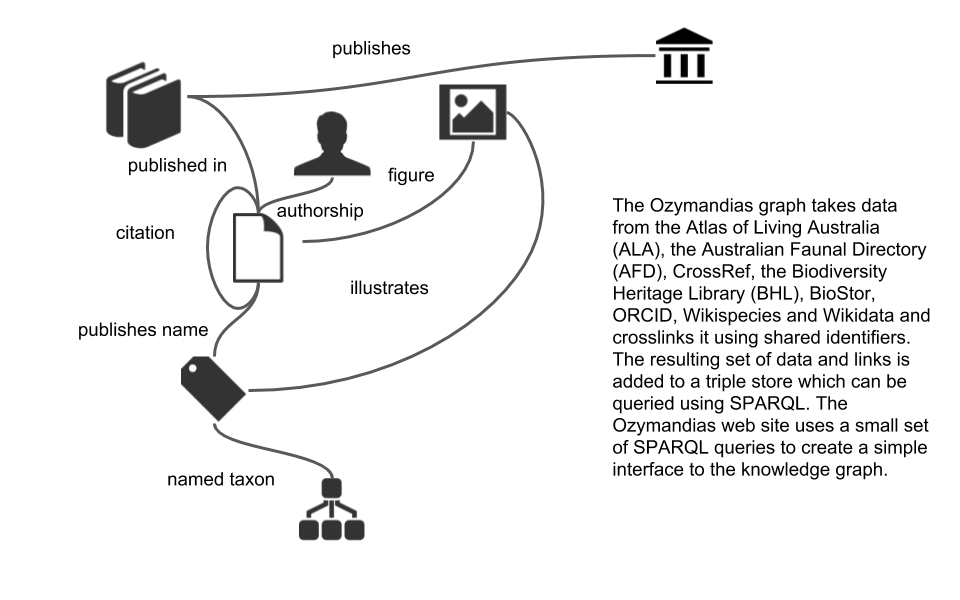 publishes
published in
figure
authorship
citation
illustrates
publishes name
named taxon
The Ozymandias graph takes data
from the Atlas of Living Australia
(ALA), the Australian Faunal Directory
(AFD), CrossRef, the Biodiversity
Heritage Library (BHL), BioStor,
ORCID, Wikispecies and Wikidata and
crosslinks it using shared identifiers.
The resulting set of data and links is
added to a triple store which can be
queried using SPARQL. The
Ozymandias web site uses a small set
of SPARQL queries to create a simple
interface to the knowledge graph.